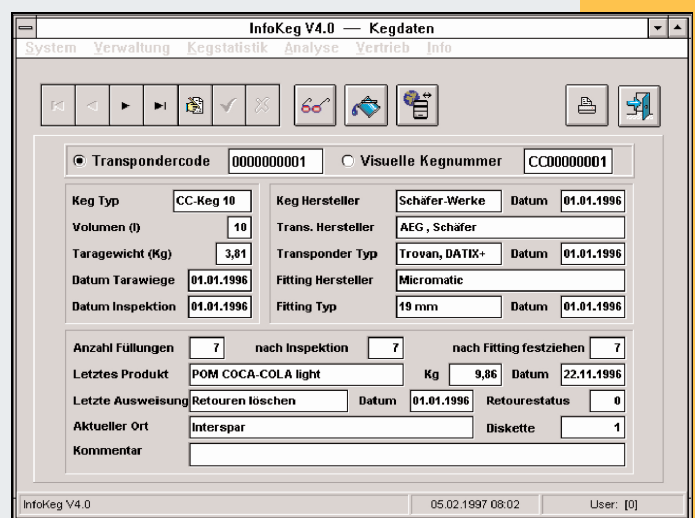 InfoKeg V4.0 — Kegdaten
System Verwaltung Kegstatistik Analyse Vertrieb Info
Transpondercode 0000000001 Visuelle Kegnummer CC00000001
Keg Typ CC-Keg 10 Keg Hersteller Schäfer-Werke Datum 01.01.1996
Volumen (l) 10 Trans. Hersteller AEG , Schäfer
Taragewicht (Kg) 3,81 Transponder Typ Trovan, DATIX+ Datum 01.01.1996
Datum Tarawiege 01.01.1996 Fitting Hersteller Micromatic
Datum Inspektion 01.01.1996 Fitting Typ 19 mm Datum 01.01.1996
Anzahl Füllungen 7 nach Inspektion 7 nach Fitting festziehen 7
Letztes Produkt POM COCA-COLA light Kg 9,86 Datum 22.11.1996
Letzte Ausweisung Retouren löschen Datum 01.01.1996 Retourestatus 0
Aktueller Ort Interspar Diskette 1
Kommentar
InfoKeg V4.0 05.02.1997 08:02 User: [0]